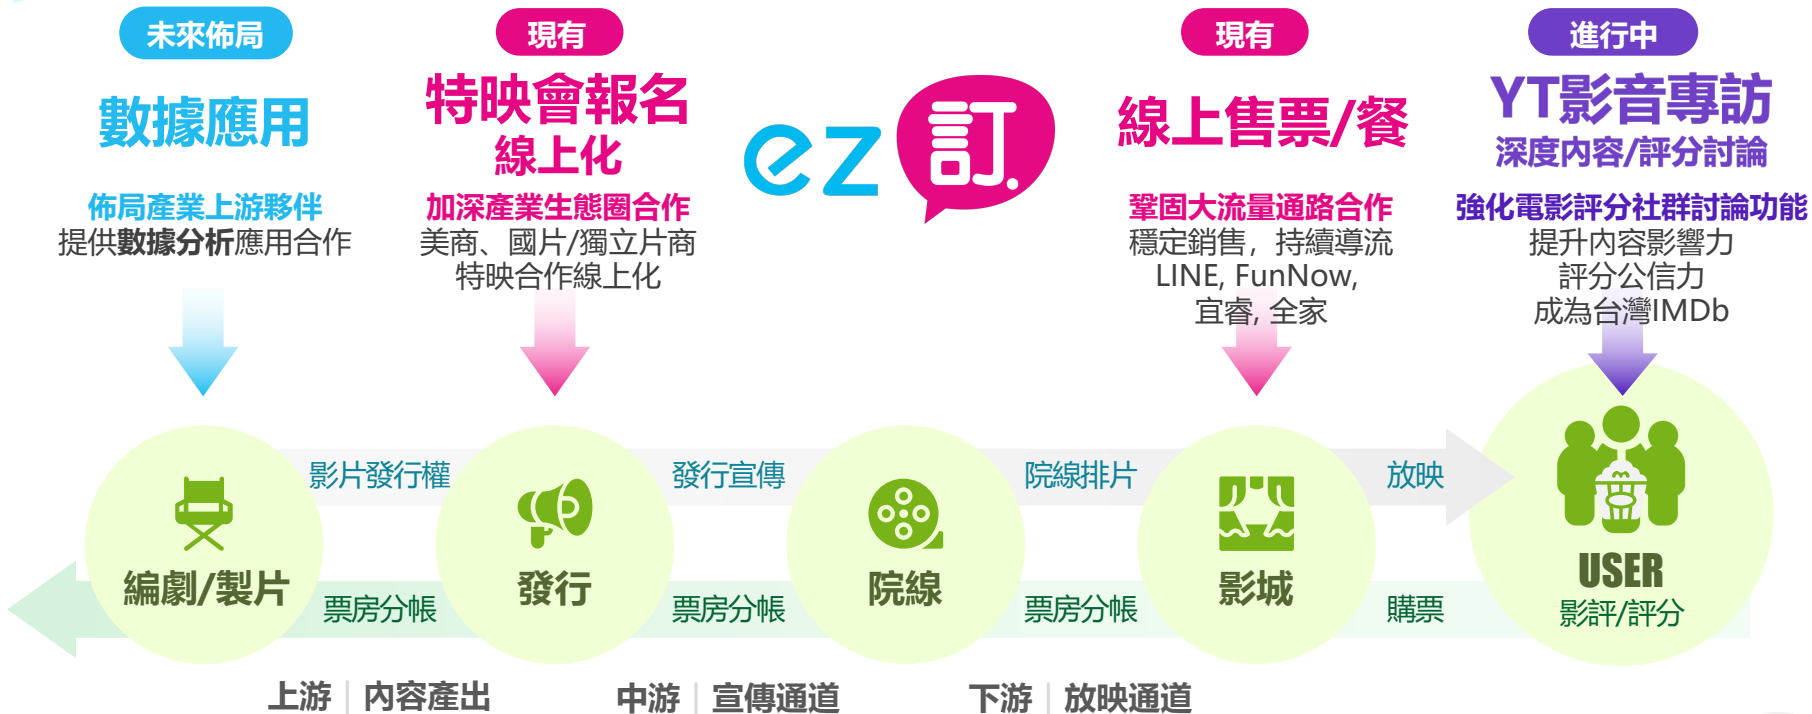 未來佈局
數據應用
佈局產業上游夥伴
提供數據分析應用合作
現有
特映會報名
線上化
加深產業生態圈合作
美商、國片/獨立片商
特映合作線上化
ez訂
現有
線上售票/餐
鞏固大流量通路合作
穩定銷售，持續導流
LINE, FunNow,
宜睿, 全家
進行中
YT影音專訪
深度內容/評分討論
強化電影評分社群討論功能
提升內容影響力
評分公信力
成為台灣IMDb
影片發行權
發行宣傳
院線排片
放映
編劇/製片
發行
院線
影城
USER
影評/評分
票房分帳
票房分帳
票房分帳
購票
上游｜內容產出
中游｜宣傳通道
下游｜放映通道